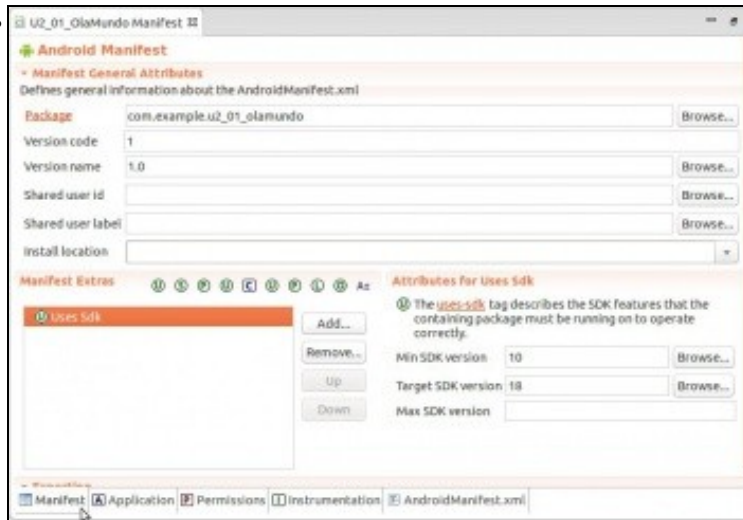 U2_01_OlaMundo Manifest
Android Manifest
Manifest General Attributes
Defines general information about the AndroidManifest.xml
Package com.example.u2_01_olamundo Browse...
Version code 1
Version name 1.0 Browse...
Shared user id Browse...
Shared user label Browse...
Install location
Manifest Extras U S P U C U P L Az
Attributes for Uses Sdk
U Uses Sdk
Add...
Remove...
Up
Down
U The uses-sdk tag describes the SDK features that the
containing package must be running on to operate
correctly.
Min SDK version 10 Browse...
Target SDK version 18 Browse...
Max SDK version
Manifest A Application P Permissions I Instrumentation AndroidManifest.xml